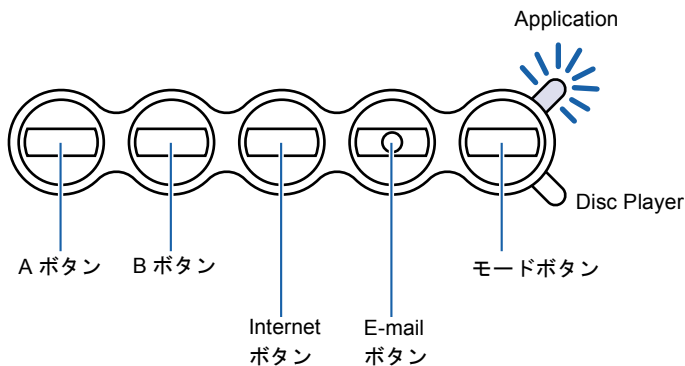 Application
Disc Player
A ボタン
B ボタン
モードボタン
Internet
ボタン
E-mail
ボタン